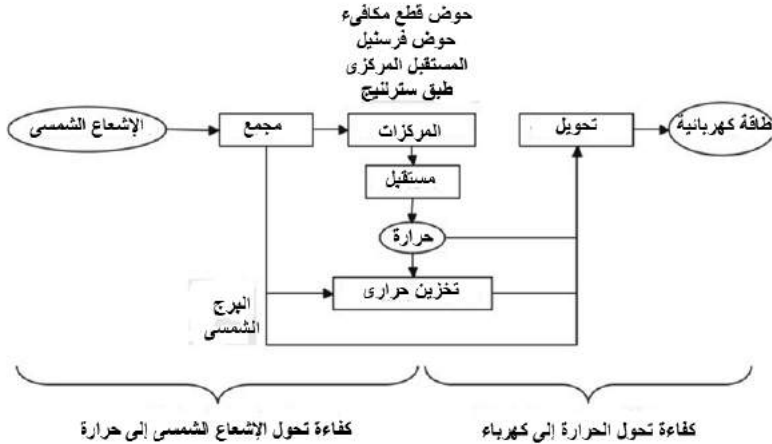 حوض قطع مكافىء
حوض فرسنيل
المستقبل المركزى
طبق سترلنيج
الإشعاع الشمسى
مجمع
المركزات
تحويل
طاقة كهربائية
مستقبل
حرارة
تخزين حرارى
البرج
الشمسى
كفاءة تحول الإشعاع الشمسى إلى حرارة
كفاءة تحول الحرارة إلى كهرباء